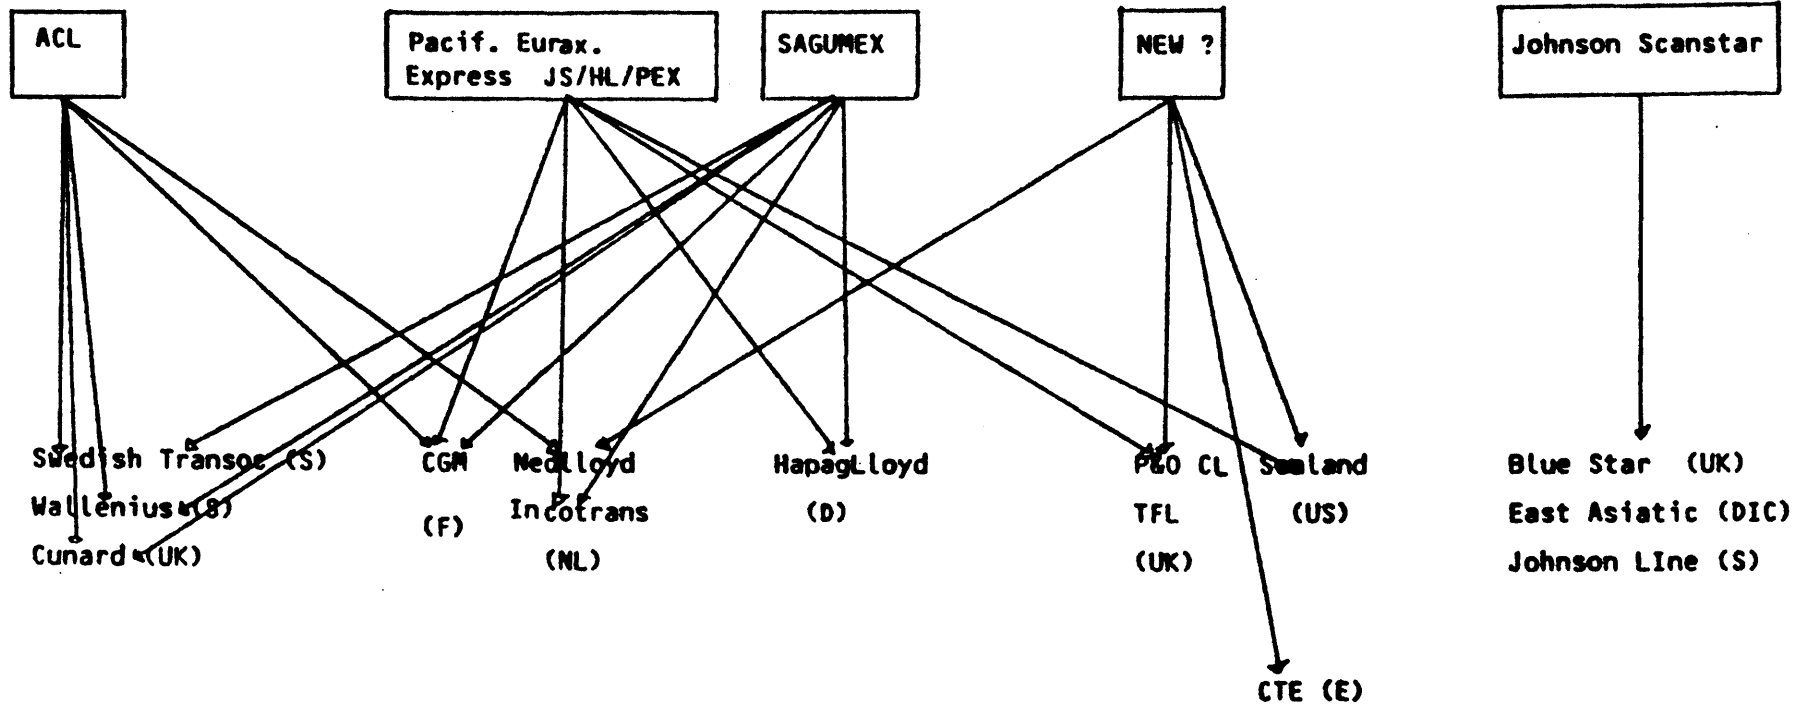 ACL
Pacif. Eurax.
Express JS/HL/PEX
SAGUMEX
NEW ?
Johnson Scanstar
Swedish Transoc (S)
Wallenius (S)
Cunard (UK)
CGM
(F)
Nedlloyd
Incotrans
(NL)
HapagLloyd
(D)
P&O CL
TFL
(UK)
Sealand
(US)
CTE (E)
Blue Star (UK)
East Asiatic (DIC)
Johnson LIne (S)